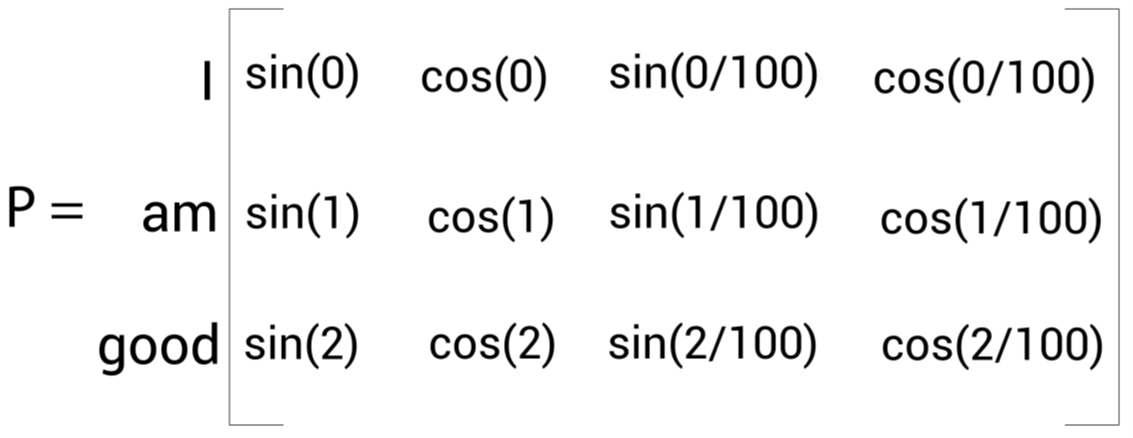 I sin(0) cos(0) sin(0/100) cos(0/100)
P = am sin(1) cos(1) sin(1/100) cos(1/100)
good sin(2) cos(2) sin(2/100) cos(2/100)